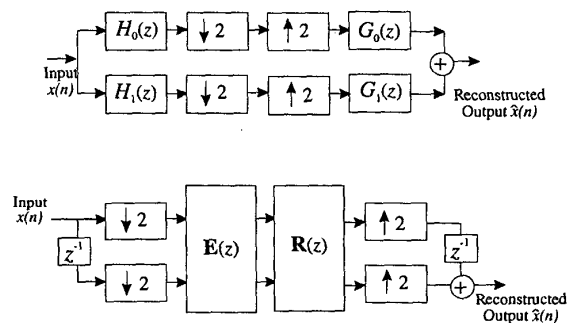 H₀(z) ↓ 2 ↑ 2 G₀(z)
Input
x(n)
+
H₁(z) ↓ 2 ↑ 2 G₁(z)
Reconstructed
Output x̂(n)
Input
x(n)
↓ 2 ↑ 2
z⁻¹ E(z) R(z) z⁻¹
↓ 2 ↑ 2 +
Reconstructed
Output x̂(n)